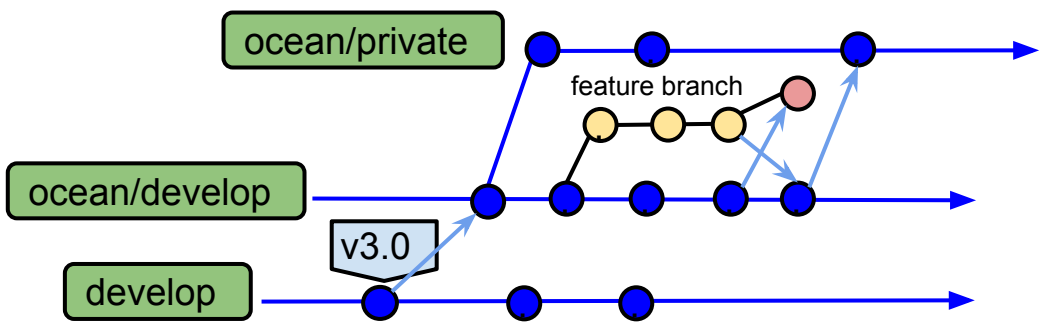 ocean/private
feature branch
ocean/develop
v3.0
develop